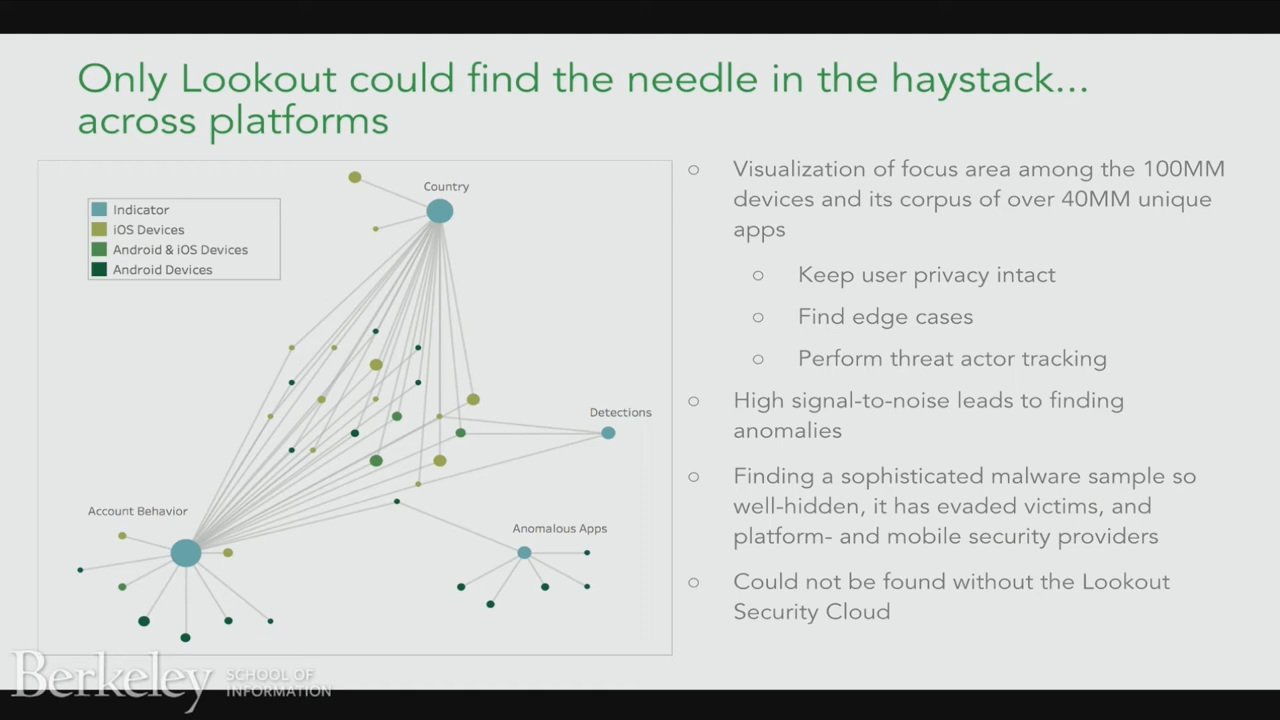 Only Lookout could find the needle in the haystack...
across platforms
Country
Indicator
iOS Devices
Android & iOS Devices
Android Devices
Detections
Account Behavior
Anomalous Apps
○ Visualization of focus area among the 100MM
devices and its corpus of over 40MM unique
apps
○ Keep user privacy intact
○ Find edge cases
○ Perform threat actor tracking
○ High signal-to-noise leads to finding
anomalies
○ Finding a sophisticated malware sample so
well-hidden, it has evaded victims, and
platform- and mobile security providers
○ Could not be found without the Lookout
Security Cloud
Berkeley
SCHOOL OF
INFORMATION